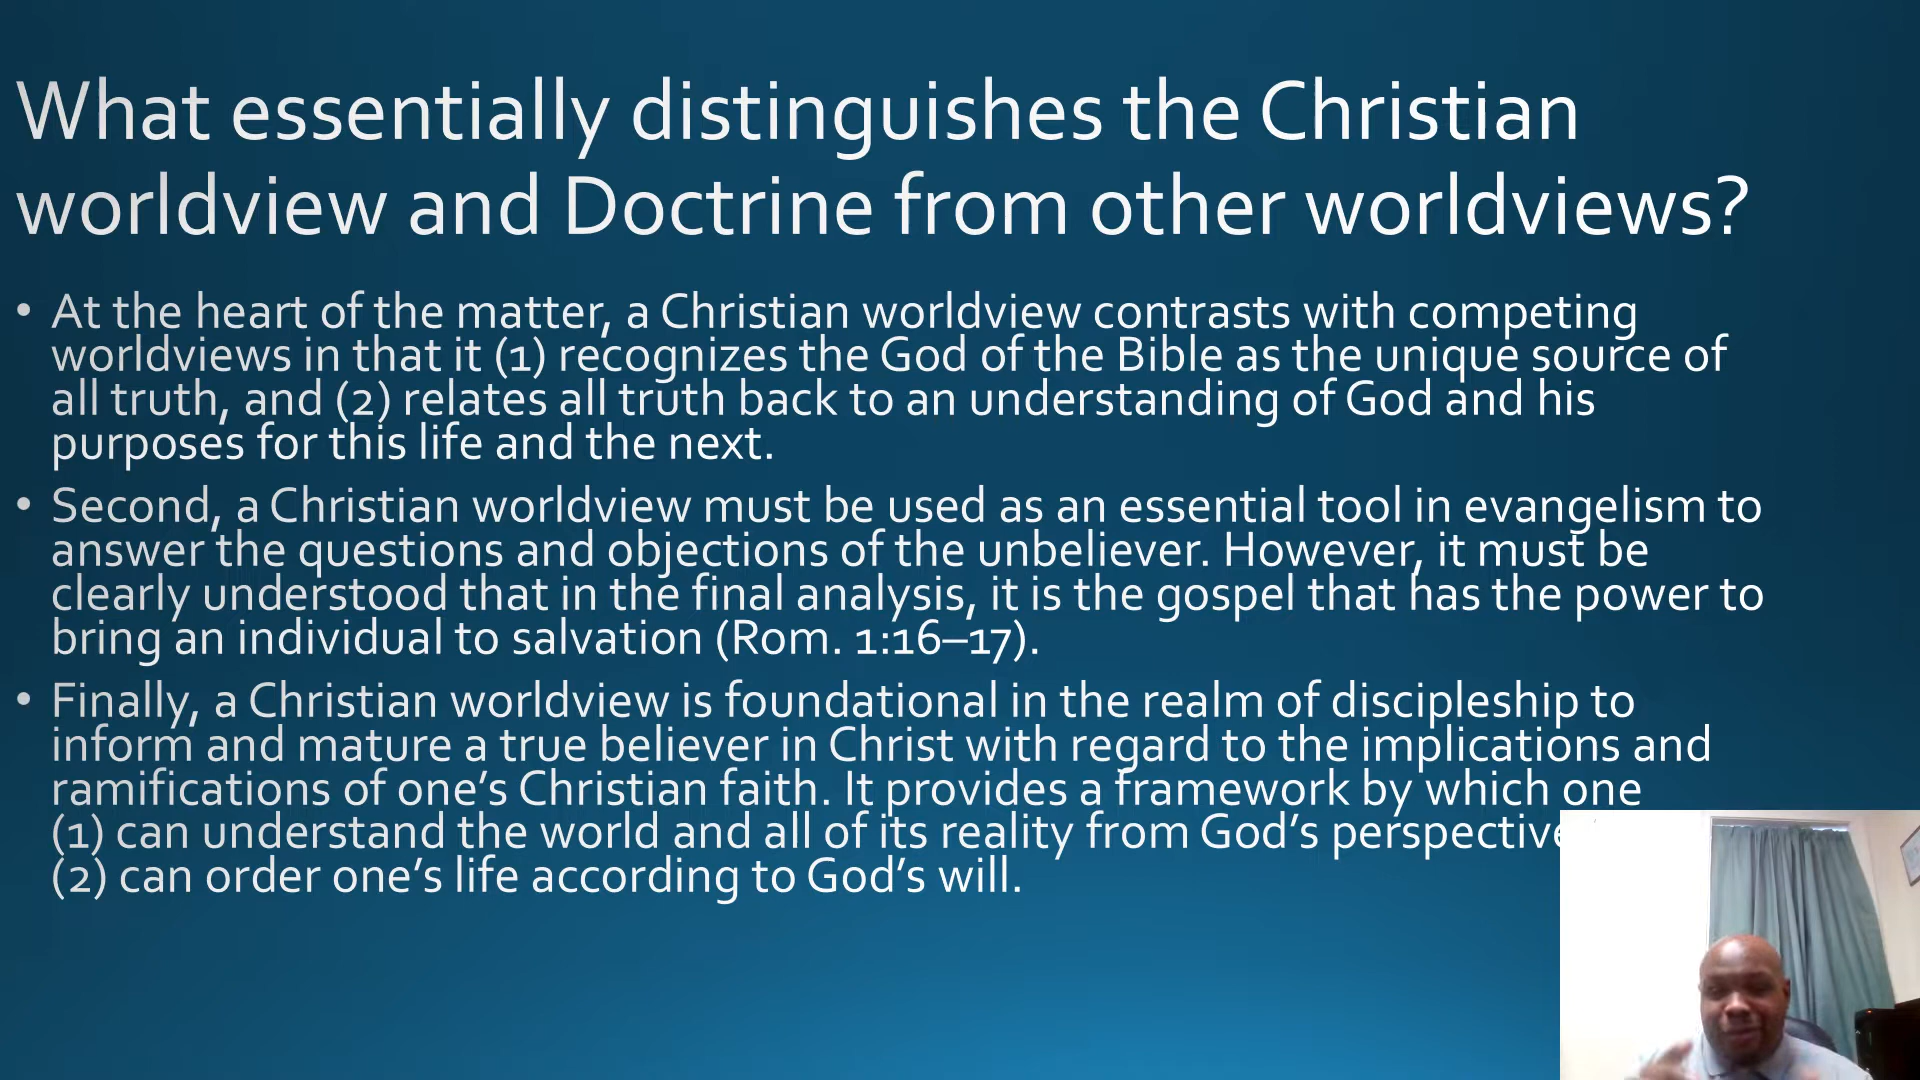 What essentially distinguishes the Christian
worldview and Doctrine from other worldviews?
• At the heart of the matter, a Christian worldview contrasts with competing
worldviews in that it (1) recognizes the God of the Bible as the unique source of
all truth, and (2) relates all truth back to an understanding of God and his
purposes for this life and the next.
• Second, a Christian worldview must be used as an essential tool in evangelism to
answer the questions and objections of the unbeliever. However, it must be
clearly understood that in the final analysis, it is the gospel that has the power to
bring an individual to salvation (Rom. 1:16–17).
• Finally, a Christian worldview is foundational in the realm of discipleship to
inform and mature a true believer in Christ with regard to the implications and
ramifications of one’s Christian faith. It provides a framework by which one
(1) can understand the world and all of its reality from God’s perspective
(2) can order one’s life according to God’s will.